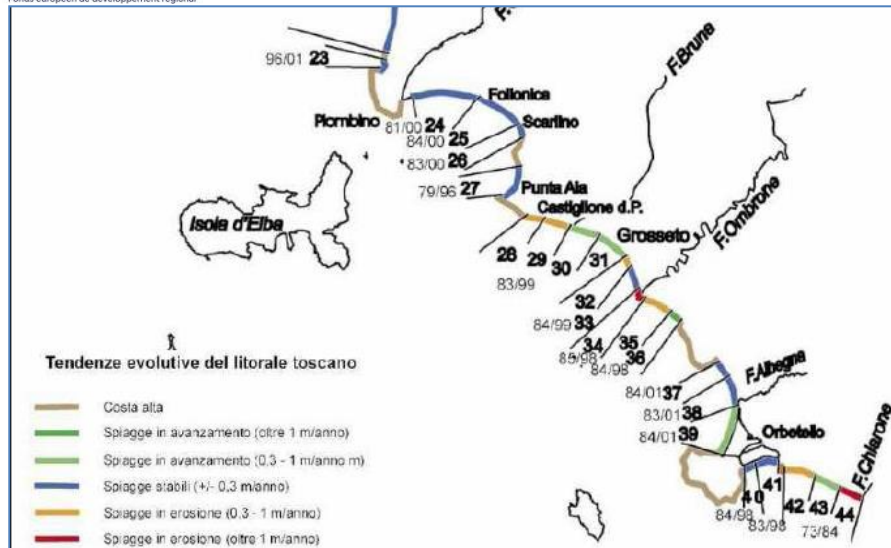 Fonds européen de développement régional
96/01 23
F.Bruna
Follonica
Piombino
81/00 24
Scarlino
84/00 25
83/00 26
79/96 27
Punta Ala
Castiglione d.P.
Isola d'Elba
Grosseto
F.Ombrone
28
29
30
31
83/99
32
84/99 33
34
85/98
35
84/98
36
Tendenze evolutive del litorale toscano
F.Albegna
84/01 37
83/01 38
84/01 39
Orbetello
F.Chiarone
Costa alta
Spiagge in avanzamento (oltre 1 m/anno)
Spiagge in avanzamento (0.3 - 1 m/anno m)
Spiagge stabili (+/- 0,3 m/anno)
Spiagge in erosione (0.3 - 1 m/anno)
Spiagge in erosione (oltre 1 m/anno)
40
41
42
43
44
84/98
83/98
73/84